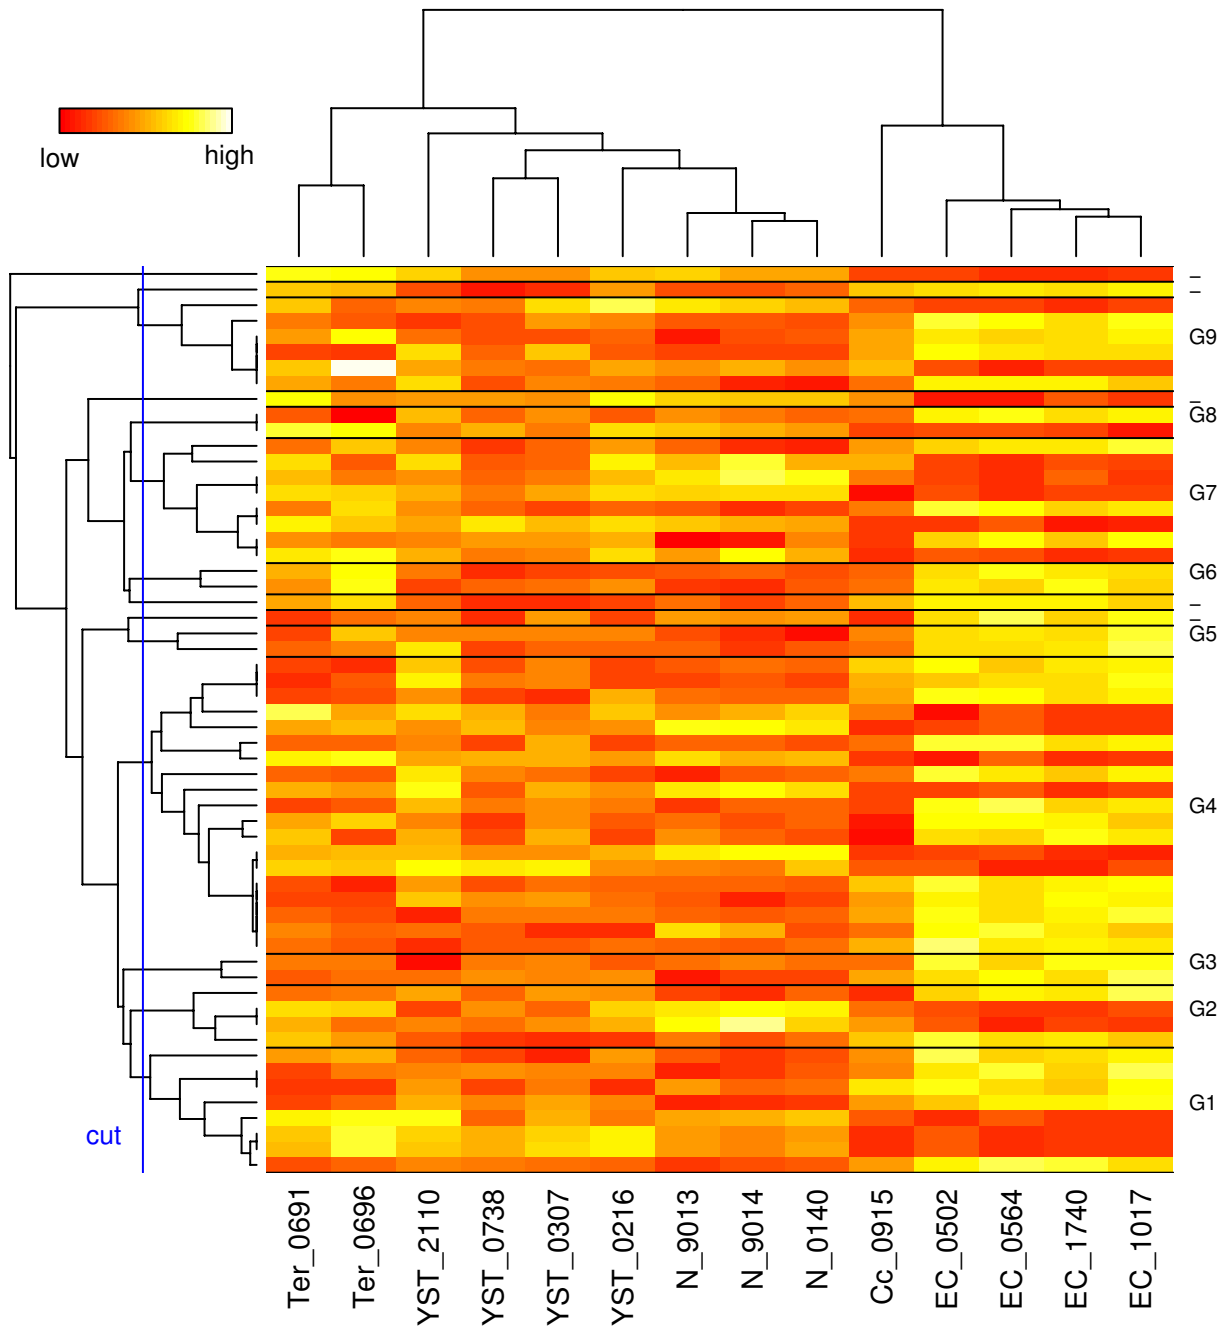 low high
–
–
G9
–
G8
G7
G6
–
–
G5
G4
G3
G2
G1
cut
Ter_0691
Ter_0696
YST_2110
YST_0738
YST_0307
YST_0216
N_9013
N_9014
N_0140
Cc_0915
EC_0502
EC_0564
EC_1740
EC_1017